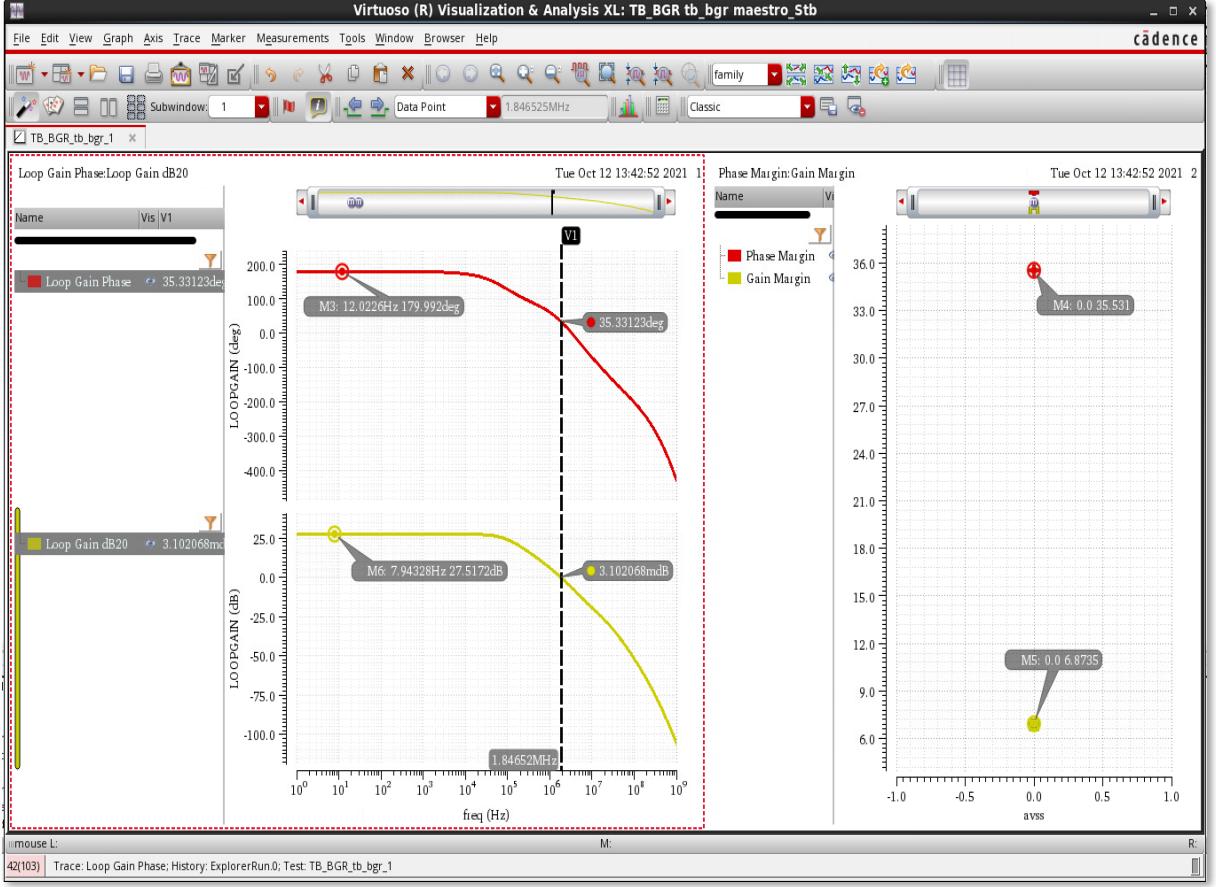 Virtuoso (R) Visualization & Analysis XL: TB_BGR tb_bgr maestro_Stb
File Edit View Graph Axis Trace Marker Measurements Tools Window Browser Help
cādence
family
Subwindow: 1
Data Point
1.846525MHz
Classic
TB_BGR_tb_bgr_1
Loop Gain Phase:Loop Gain dB20
Tue Oct 12 13:42:52 2021 1
Name Vis V1
Loop Gain Phase 35.33123deg
Loop Gain dB20 3.102068md
V1
200.0
100.0
0.0
-100.0
-200.0
-300.0
-400.0
LOOPGAIN (deg)
M3: 12.0226Hz 179.992deg
35.33123deg
25.0
0.0
-25.0
-50.0
-75.0
-100.0
LOOPGAIN (dB)
M6: 7.94328Hz 27.5172dB
3.102068mdB
1.84652MHz
10^0 10^1 10^2 10^3 10^4 10^5 10^6 10^7 10^8 10^9
freq (Hz)
Phase Margin:Gain Margin
Tue Oct 12 13:42:52 2021 2
Name Vi
Phase Margin
Gain Margin
36.0
33.0
30.0
27.0
24.0
21.0
18.0
15.0
12.0
9.0
6.0
M4: 0.0 35.531
M5: 0.0 6.8735
-1.0 -0.5 0.0 0.5 1.0
avss
mouse L: M: R:
42(103) Trace: Loop Gain Phase; History: ExplorerRun.0; Test: TB_BGR_tb_bgr_1